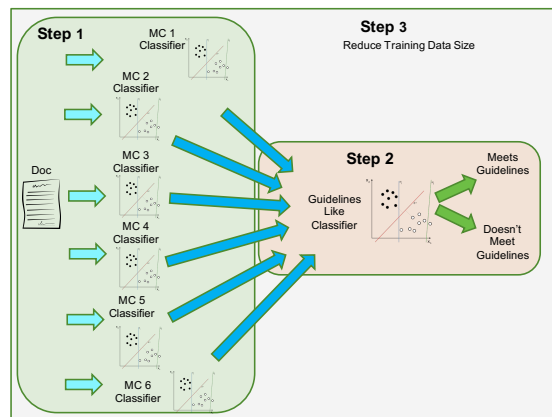 Step 1
Step 3
Reduce Training Data Size
MC 1
Classifier
MC 2
Classifier
Doc
MC 3
Classifier
MC 4
Classifier
MC 5
Classifier
MC 6
Classifier
Step 2
Guidelines
Like
Classifier
Meets
Guidelines
Doesn't
Meet
Guidelines